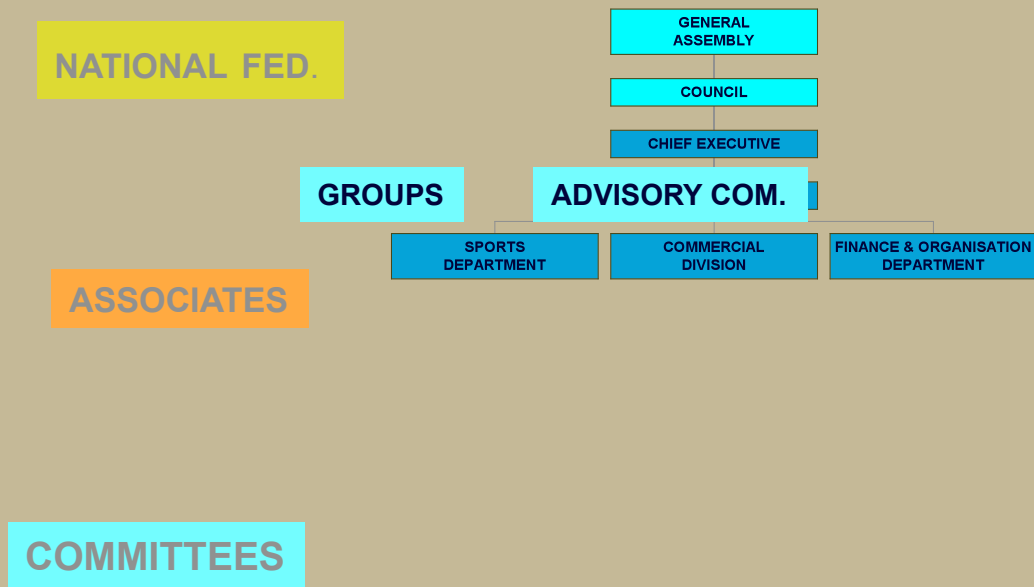 GENERAL
ASSEMBLY
NATIONAL FED.
COUNCIL
CHIEF EXECUTIVE
GROUPS
ADVISORY COM.
SPORTS
DEPARTMENT
COMMERCIAL
DIVISION
FINANCE & ORGANISATION
DEPARTMENT
ASSOCIATES
COMMITTEES